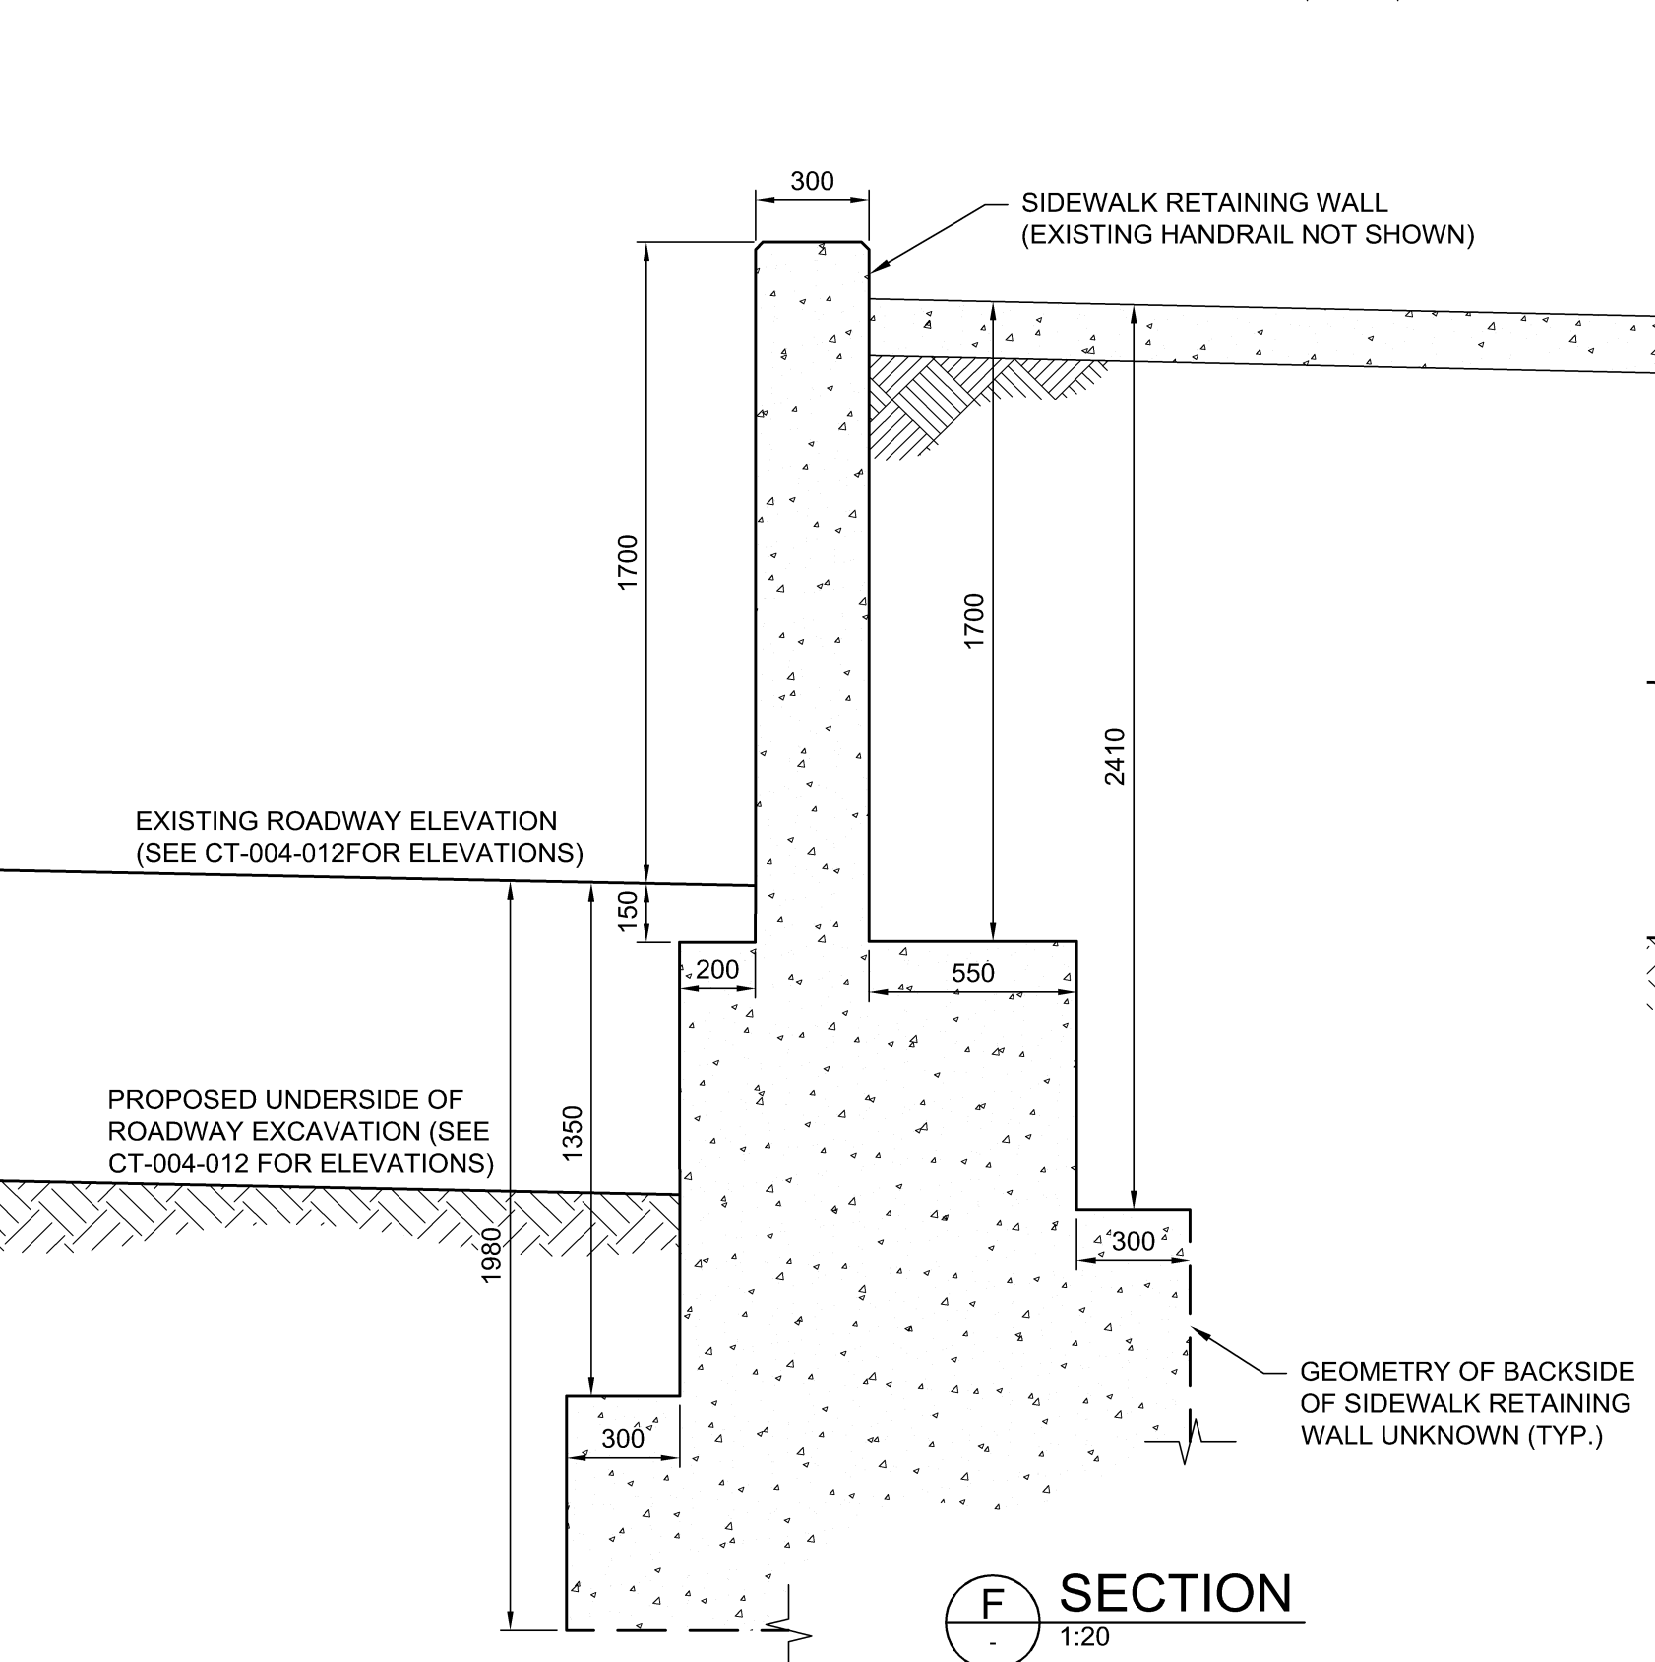 300
SIDEWALK RETAINING WALL
(EXISTING HANDRAIL NOT SHOWN)
1700
1700
2410
EXISTING ROADWAY ELEVATION
(SEE CT-004-012FOR ELEVATIONS)
150
200
550
PROPOSED UNDERSIDE OF
ROADWAY EXCAVATION (SEE
CT-004-012 FOR ELEVATIONS)
1350
1980
300
GEOMETRY OF BACKSIDE
OF SIDEWALK RETAINING
WALL UNKNOWN (TYP.)
300
F
-
SECTION
1:20